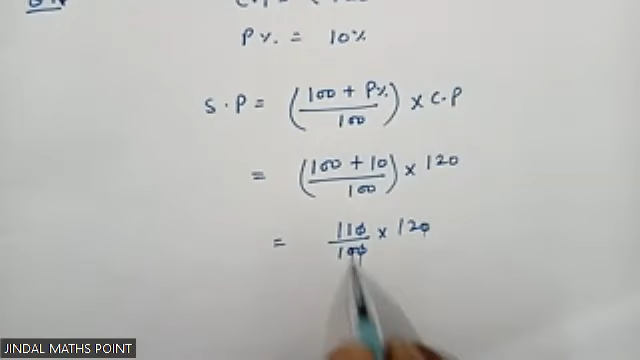 P%. = 10%
S.P = (100 + P% / 100) × C.P
= (100 + 10 / 100) × 120
= 110 / 100 × 120
JINDAL MATHS POINT